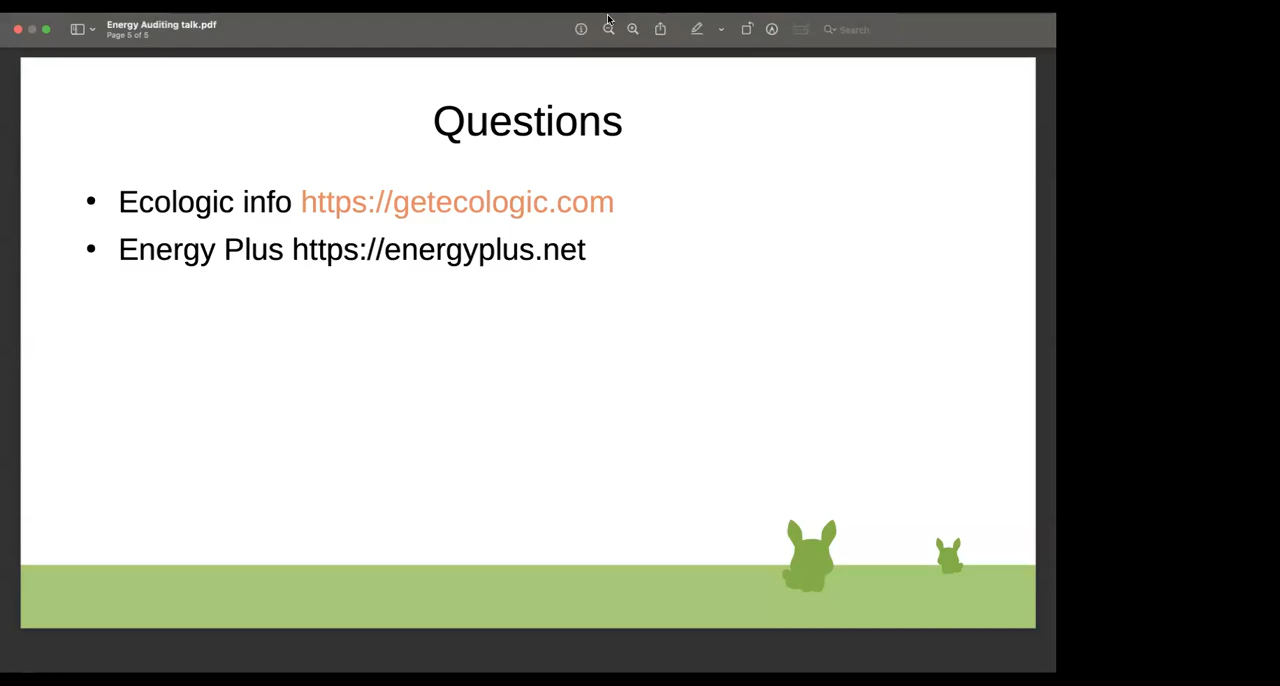 Energy Auditing talk.pdf
Page 5 of 5
Search
Questions
• Ecologic info https://getecologic.com
• Energy Plus https://energyplus.net